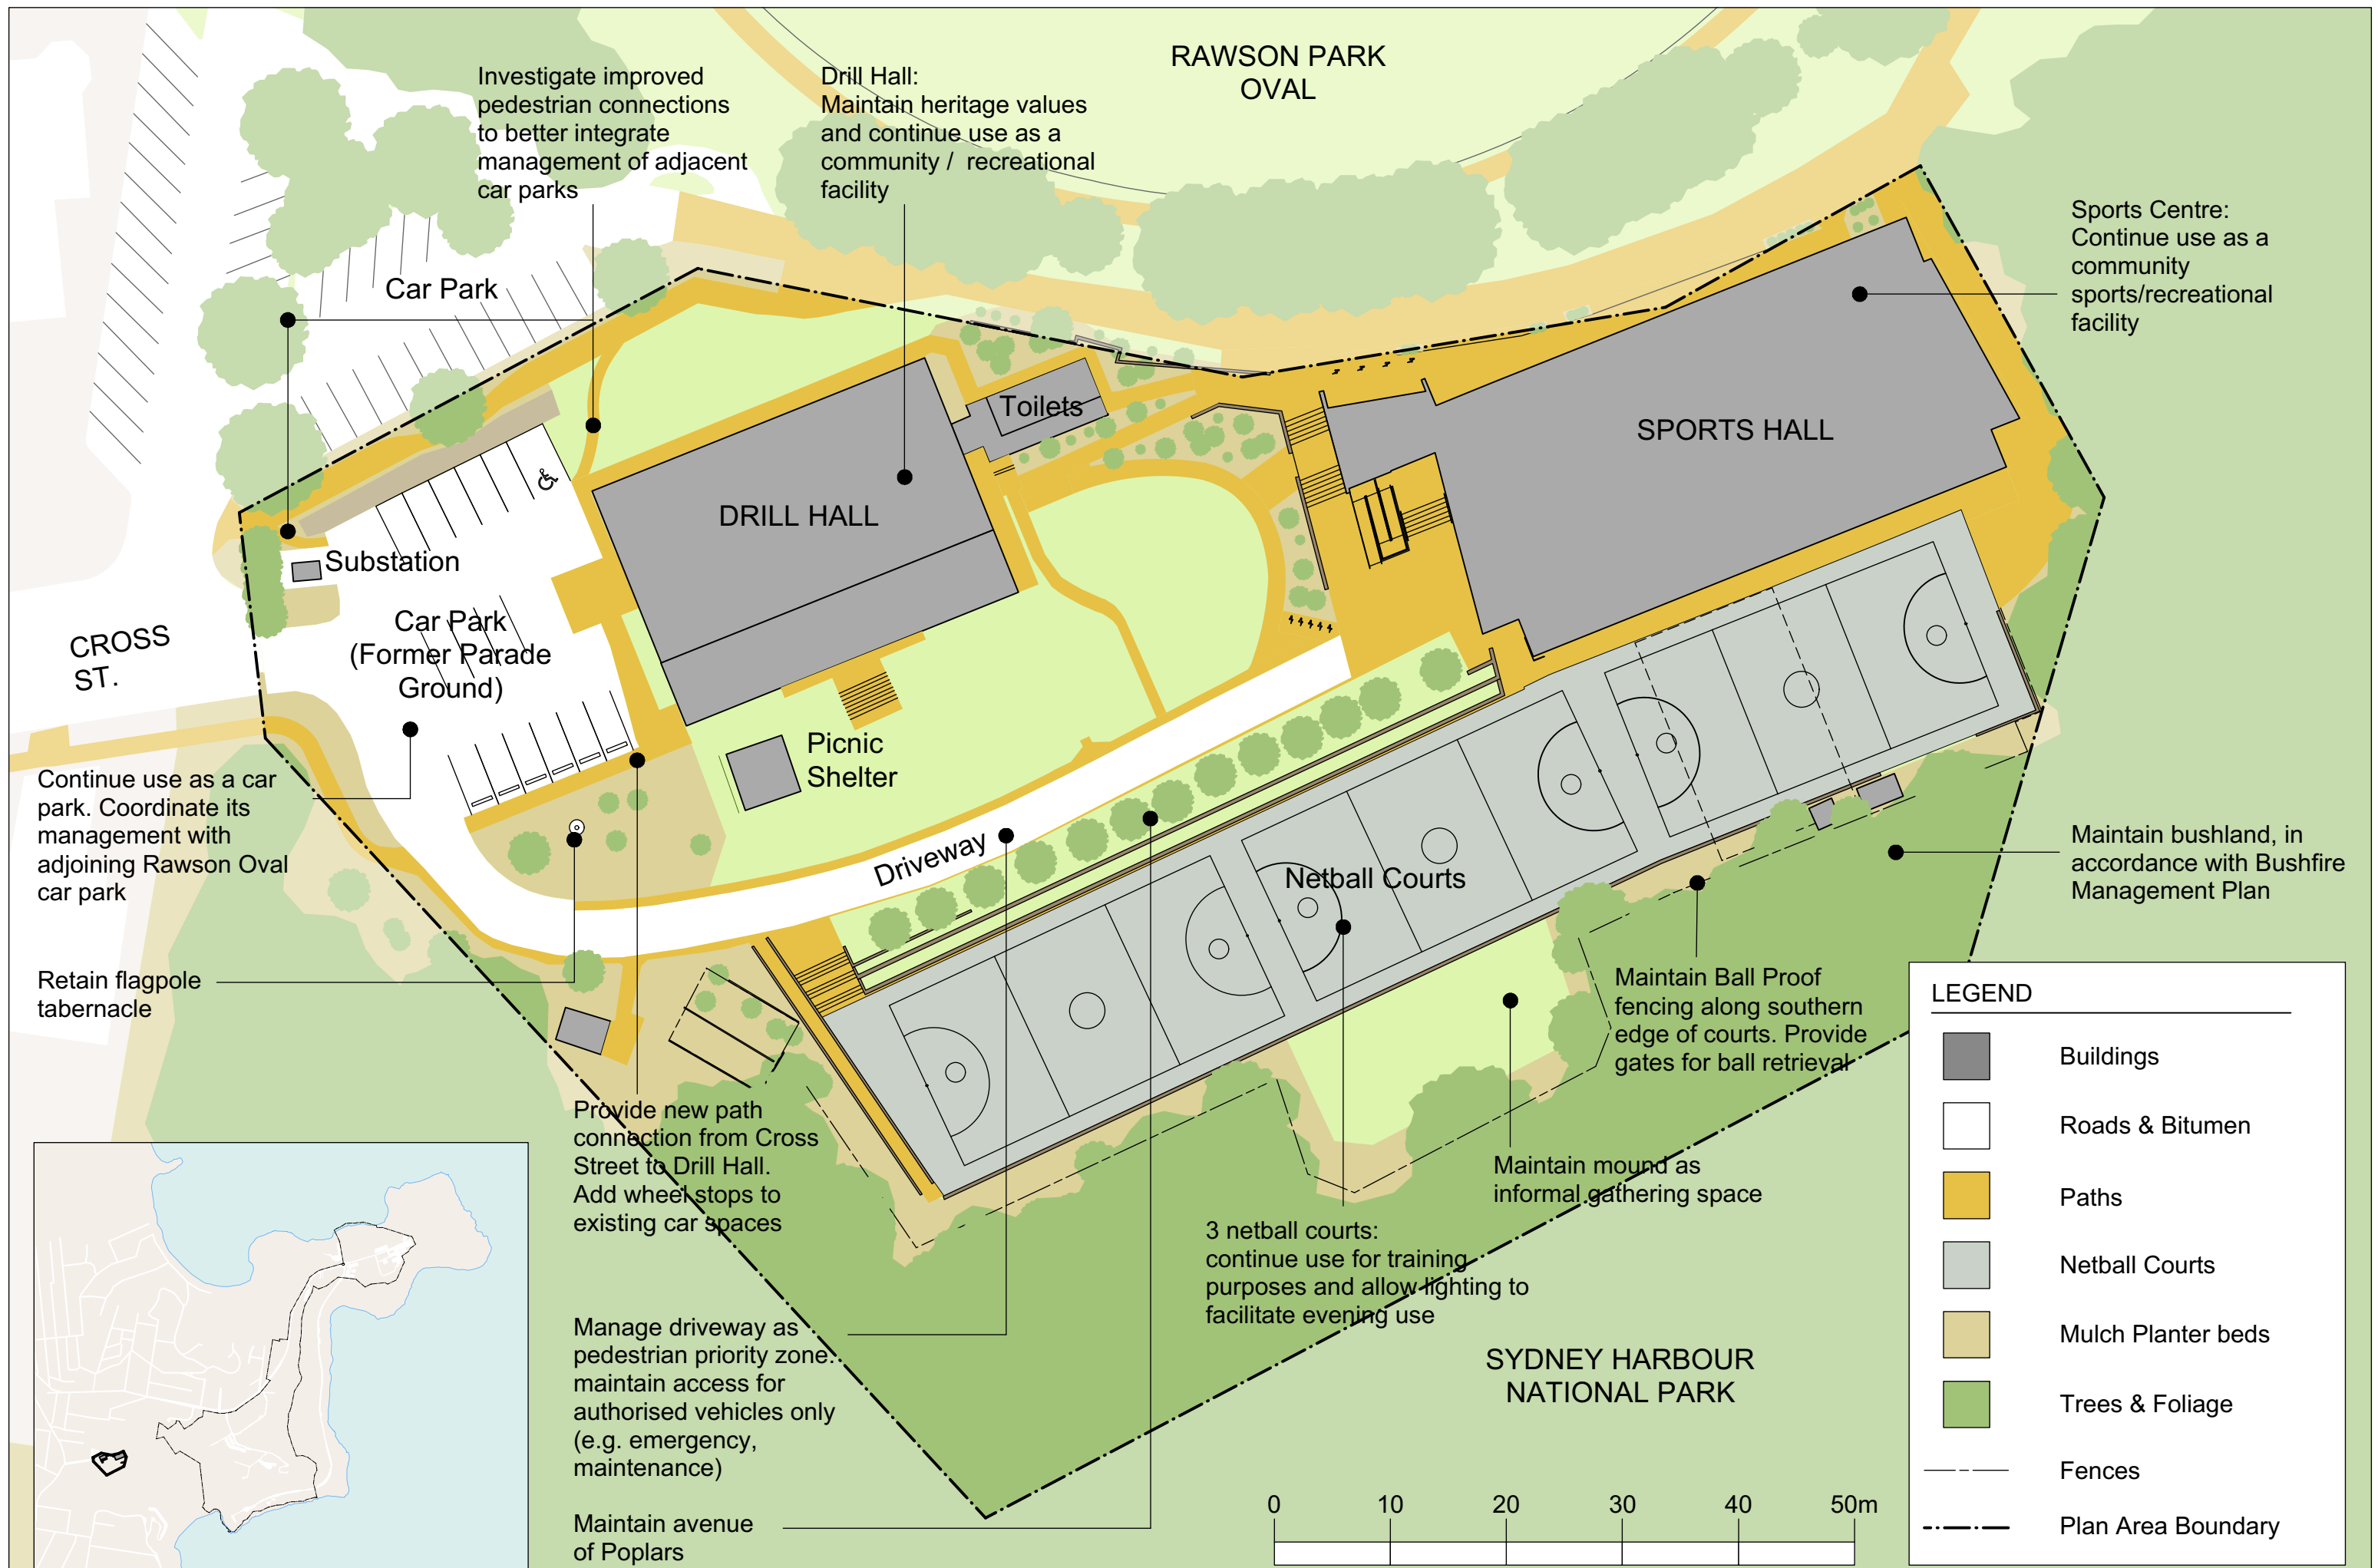 RAWSON PARK
OVAL
Investigate improved
pedestrian connections
to better integrate
management of adjacent
car parks
Drill Hall:
Maintain heritage values
and continue use as a
community /  recreational
facility
Sports Centre:
Continue use as a
community
sports/recreational
facility
Car Park
Toilets
SPORTS HALL
DRILL HALL
Substation
Car Park
(Former Parade
Ground)
CROSS
ST.
Picnic
Shelter
Continue use as a car
park. Coordinate its
management with
adjoining Rawson Oval
car park
Driveway
Netball Courts
Maintain bushland, in
accordance with Bushfire
Management Plan
Retain flagpole
tabernacle
Maintain Ball Proof
fencing along southern
edge of courts. Provide
gates for ball retrieval
Provide new path
connection from Cross
Street to Drill Hall.
Add wheel stops to
existing car spaces
Maintain mound as
informal gathering space
3 netball courts:
continue use for training
purposes and allow lighting to
facilitate evening use
Manage driveway as
pedestrian priority zone.
maintain access for
authorised vehicles only
(e.g. emergency,
maintenance)
SYDNEY HARBOUR
NATIONAL PARK
Maintain avenue
of Poplars
0 10 20 30 40 50m
LEGEND
Buildings
Roads & Bitumen
Paths
Netball Courts
Mulch Planter beds
Trees & Foliage
Fences
Plan Area Boundary